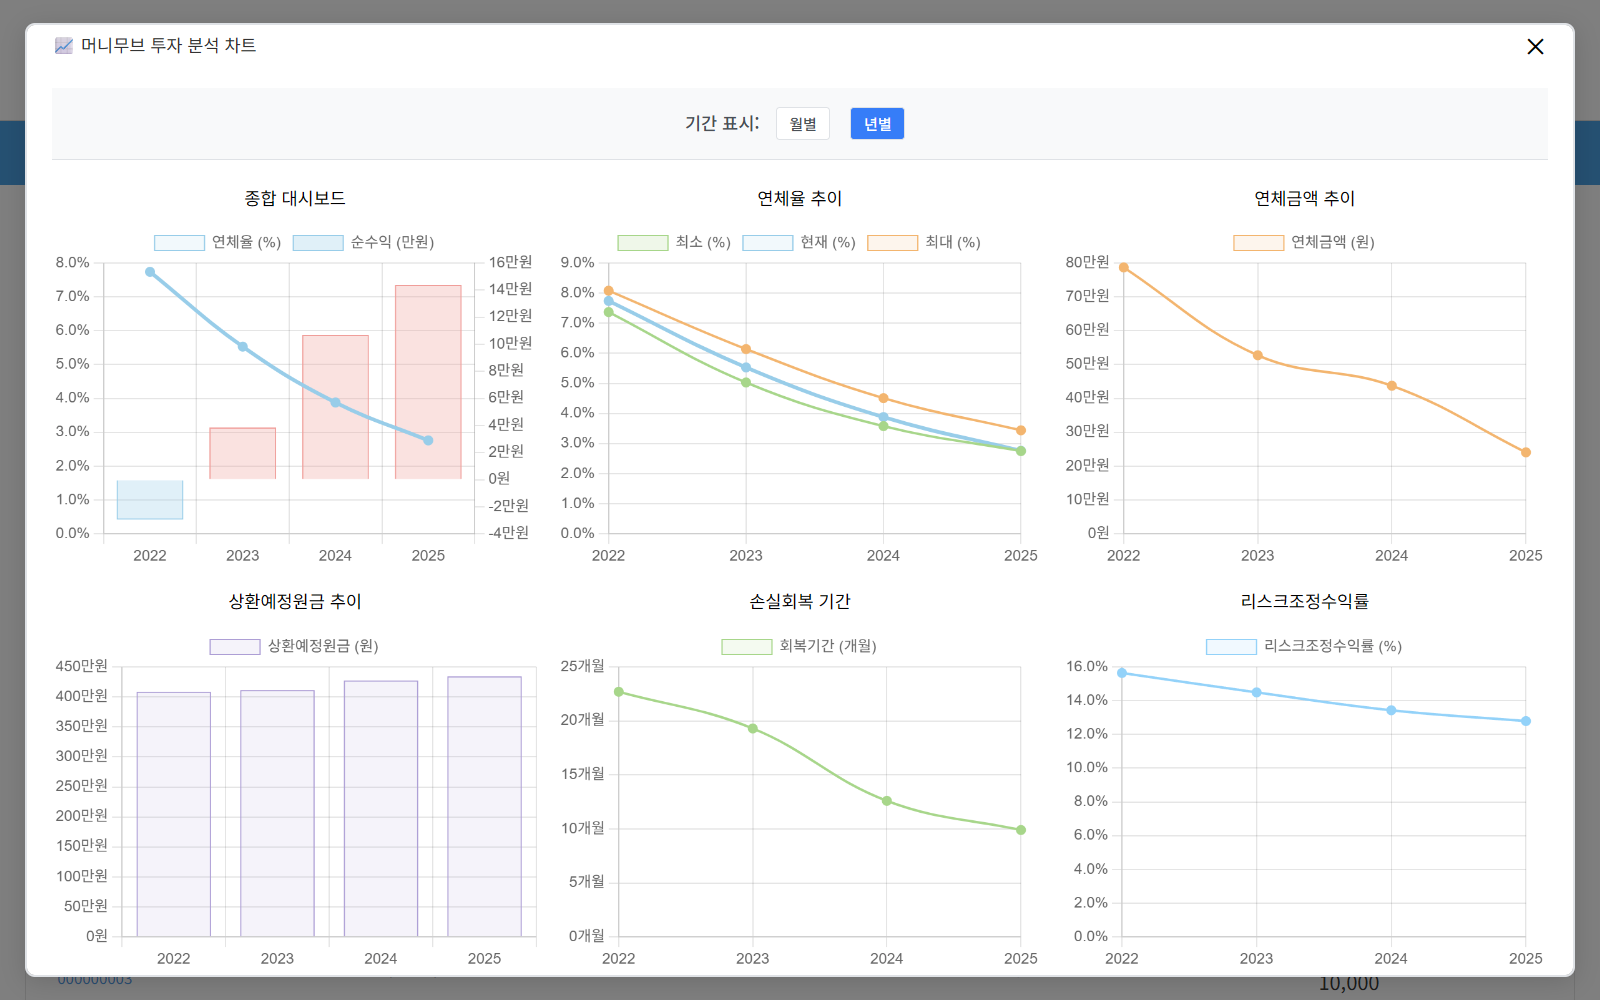 머니무브 투자 분석 차트
기간 표시: 월별 년별
종합 대시보드
연체율 (%) 순수익 (만원)
8.0% 16만원
7.0% 14만원
6.0% 12만원
5.0% 10만원
4.0% 8만원
3.0% 6만원
2.0% 4만원
1.0% 2만원
0.0% 0원
-2만원
-4만원
2022 2023 2024 2025
연체율 추이
최소 (%) 현재 (%) 최대 (%)
9.0%
8.0%
7.0%
6.0%
5.0%
4.0%
3.0%
2.0%
1.0%
0.0%
2022 2023 2024 2025
연체금액 추이
연체금액 (원)
80만원
70만원
60만원
50만원
40만원
30만원
20만원
10만원
0원
2022 2023 2024 2025
상환예정원금 추이
상환예정원금 (원)
450만원
400만원
350만원
300만원
250만원
200만원
150만원
100만원
50만원
0원
2022 2023 2024 2025
손실회복 기간
회복기간 (개월)
25개월
20개월
15개월
10개월
5개월
0개월
2022 2023 2024 2025
리스크조정수익률
리스크조정수익률 (%)
16.0%
14.0%
12.0%
10.0%
8.0%
6.0%
4.0%
2.0%
0.0%
2022 2023 2024 2025
000000003 10,000